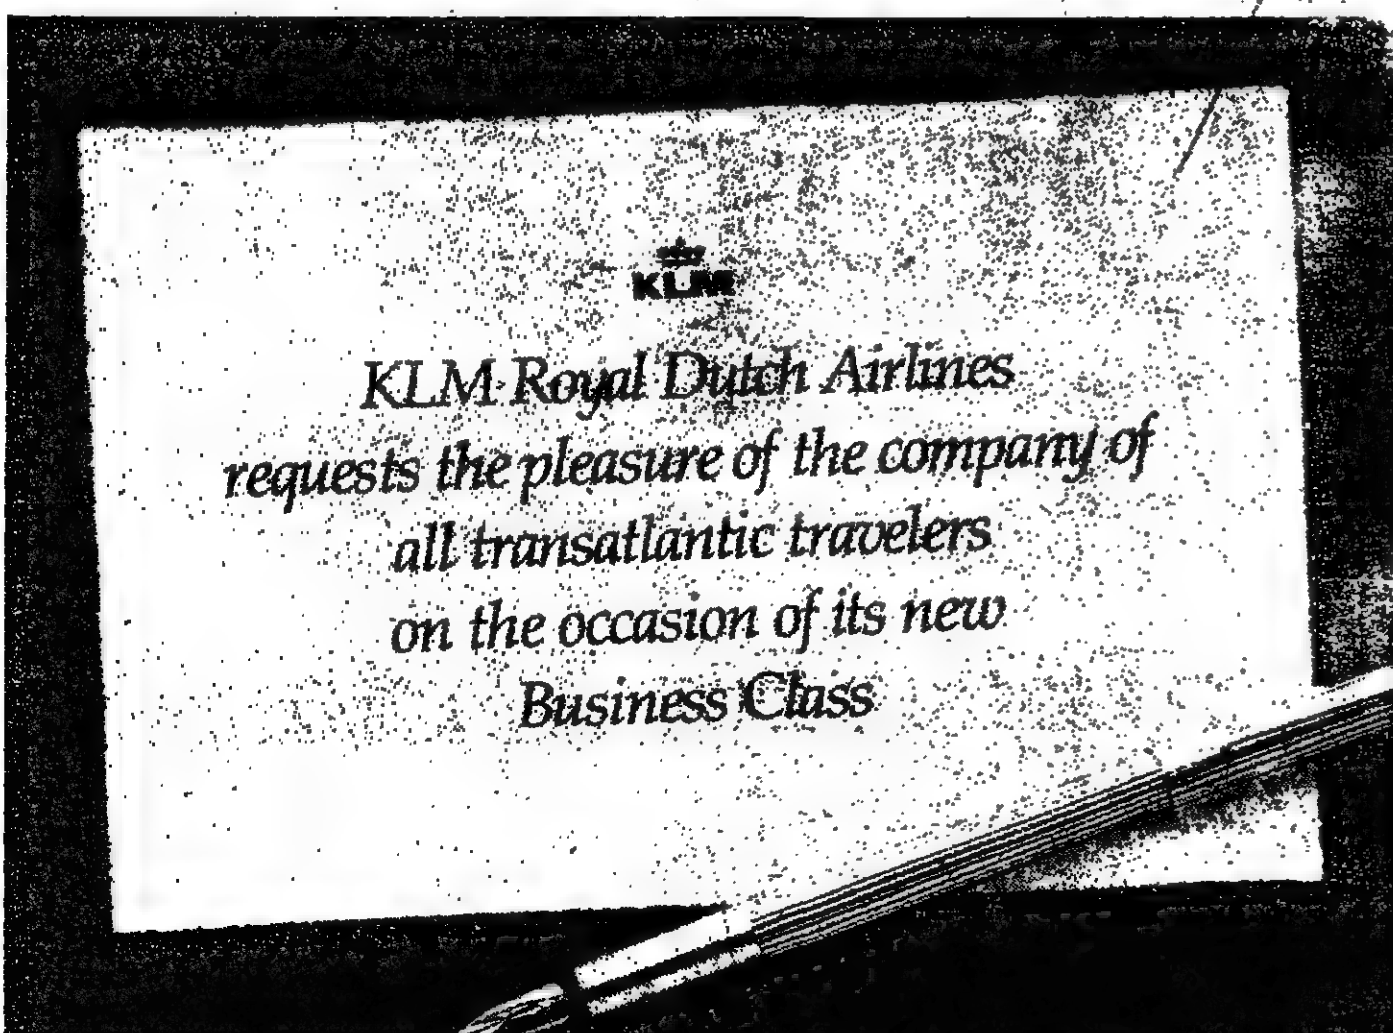 KLM
KLM Royal Dutch Airlines
requests the pleasure of the company of
all transatlantic travelers
on the occasion of its new
Business Class